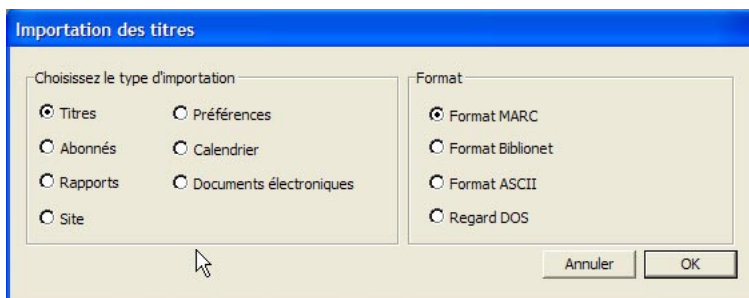 Importation des titres
Choisissez le type d'importation
Titres
Préférences
Abonnés
Calendrier
Rapports
Documents électroniques
Site
Format
Format MARC
Format Biblionet
Format ASCII
Regard DOS
Annuler
OK